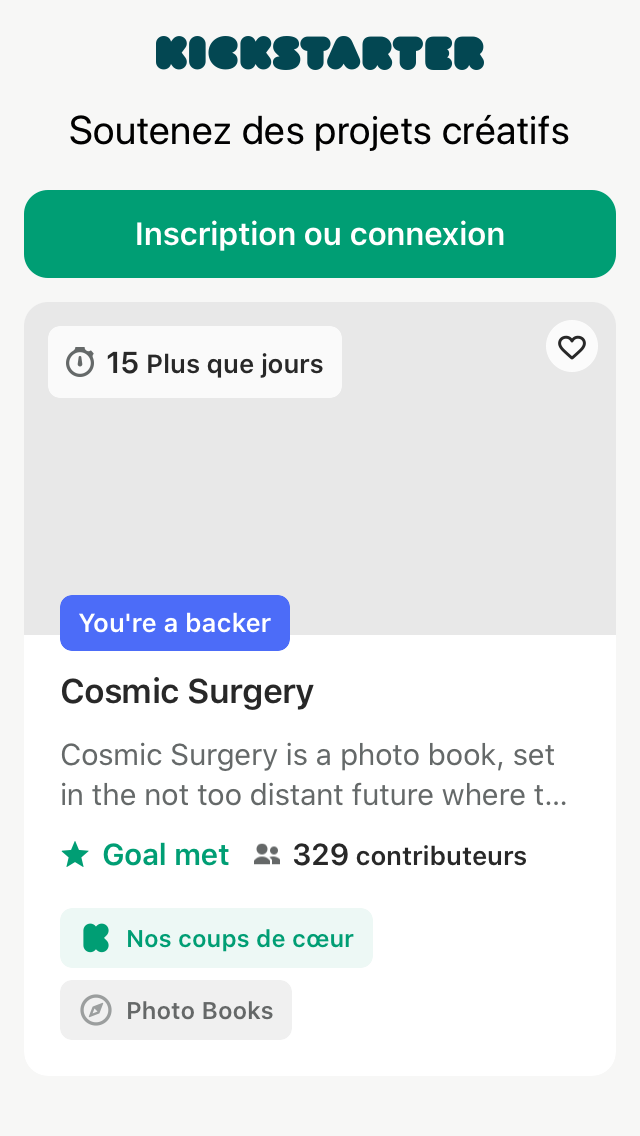 KICKSTARTER
Soutenez des projets créatifs
Inscription ou connexion
15 Plus que jours
You're a backer
Cosmic Surgery
Cosmic Surgery is a photo book, set
in the not too distant future where t...
Goal met 329 contributeurs
Nos coups de cœur
Photo Books